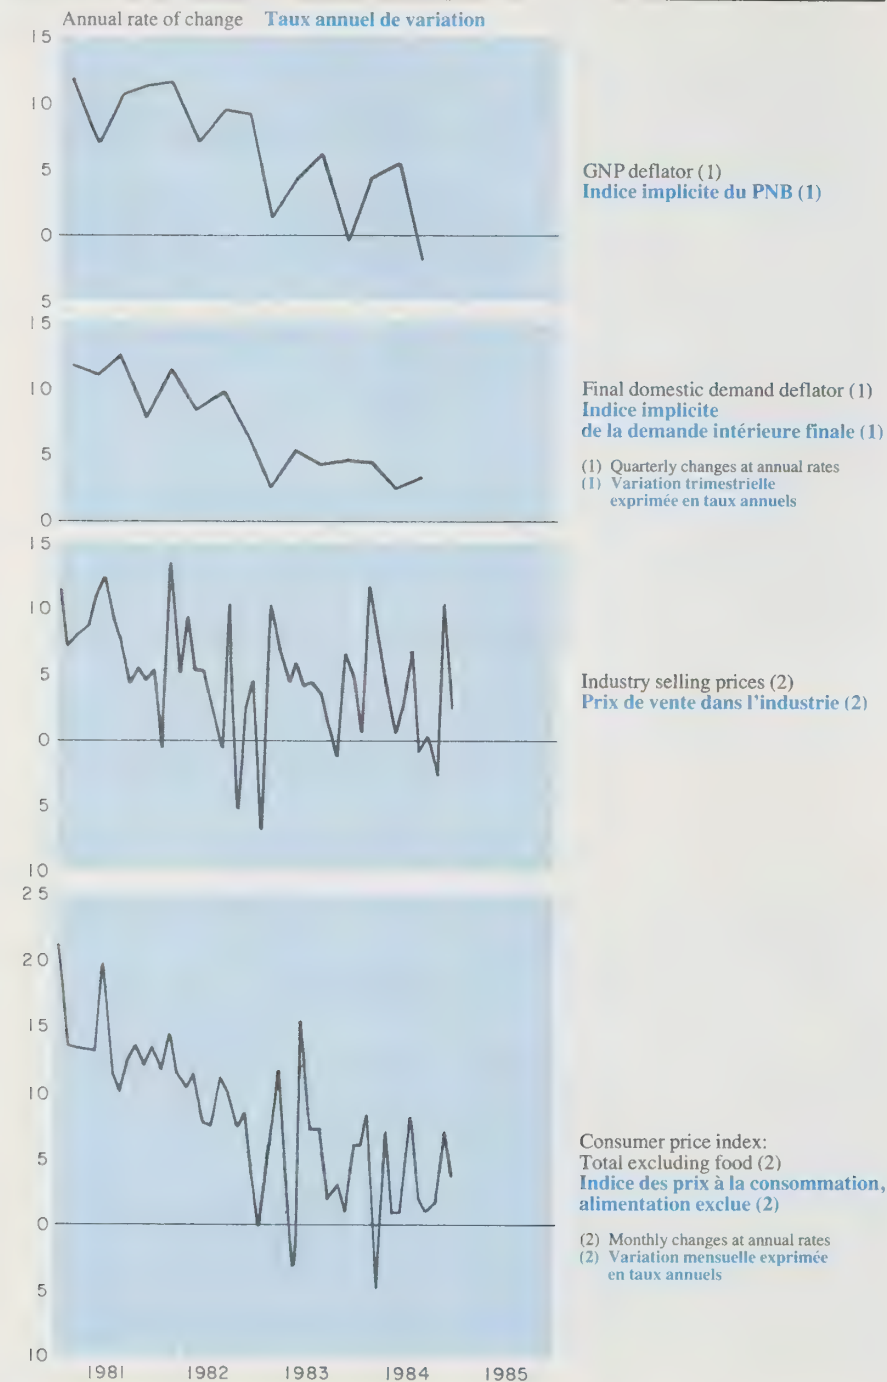 Annual rate of change Taux annuel de variation
15
10
5
0
5
GNP deflator (1)
Indice implicite du PNB (1)
15
10
5
0
Final domestic demand deflator (1)
Indice implicite
de la demande intérieure finale (1)
(1) Quarterly changes at annual rates
(1) Variation trimestrielle
exprimée en taux annuels
15
10
5
0
5
10
Industry selling prices (2)
Prix de vente dans l'industrie (2)
25
20
15
10
5
0
5
10
Consumer price index:
Total excluding food (2)
Indice des prix à la consommation,
alimentation exclue (2)
(2) Monthly changes at annual rates
(2) Variation mensuelle exprimée
en taux annuels
1981 1982 1983 1984 1985